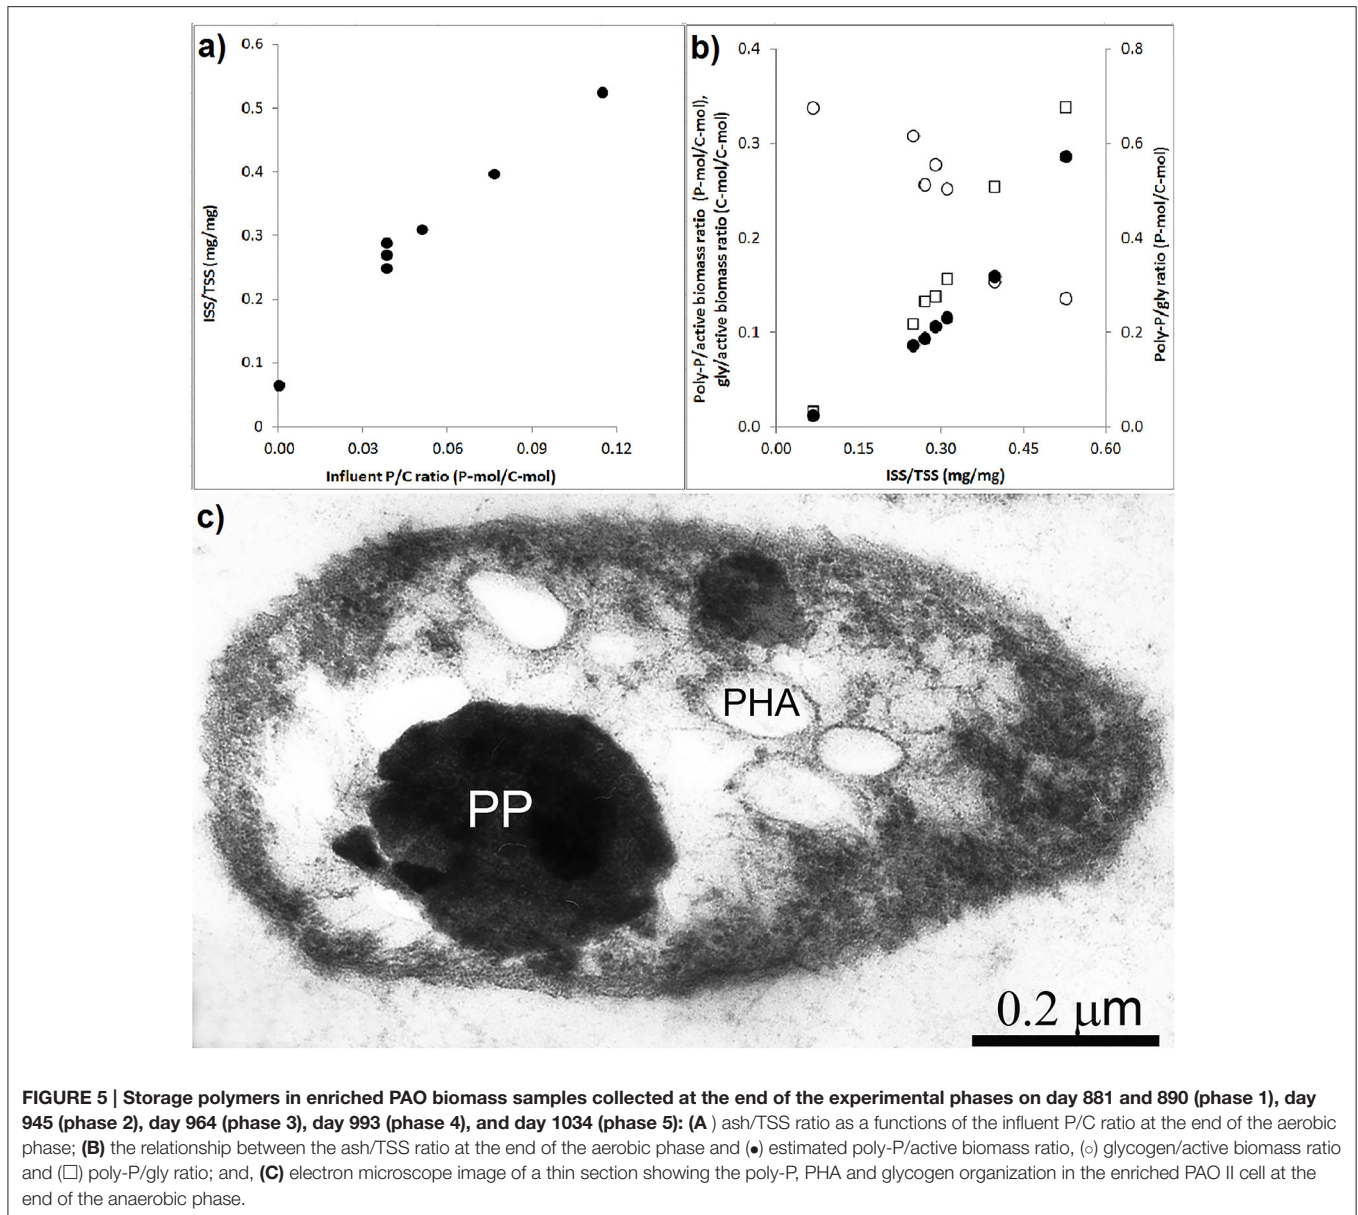 a)
0.6
0.5
0.4
0.3
0.2
0.1
0
ISS/TSS (mg/mg)
0.00 0.03 0.06 0.09 0.12
Influent P/C ratio (P-mol/C-mol)
b)
0.4
0.3
0.2
0.1
0.0
Poly-P/active biomass ratio (P-mol/C-mol),
gly/active biomass ratio (C-mol/C-mol)
0.8
0.6
0.4
0.2
0.0
Poly-P/gly ratio (P-mol/C-mol)
0.00 0.15 0.30 0.45 0.60
ISS/TSS (mg/mg)
c)
PHA
PP
0.2 μm
FIGURE 5 | Storage polymers in enriched PAO biomass samples collected at the end of the experimental phases on day 881 and 890 (phase 1), day
945 (phase 2), day 964 (phase 3), day 993 (phase 4), and day 1034 (phase 5): (A ) ash/TSS ratio as a functions of the influent P/C ratio at the end of the aerobic
phase; (B) the relationship between the ash/TSS ratio at the end of the aerobic phase and (●) estimated poly-P/active biomass ratio, (○) glycogen/active biomass ratio
and (□) poly-P/gly ratio; and, (C) electron microscope image of a thin section showing the poly-P, PHA and glycogen organization in the enriched PAO II cell at the
end of the anaerobic phase.